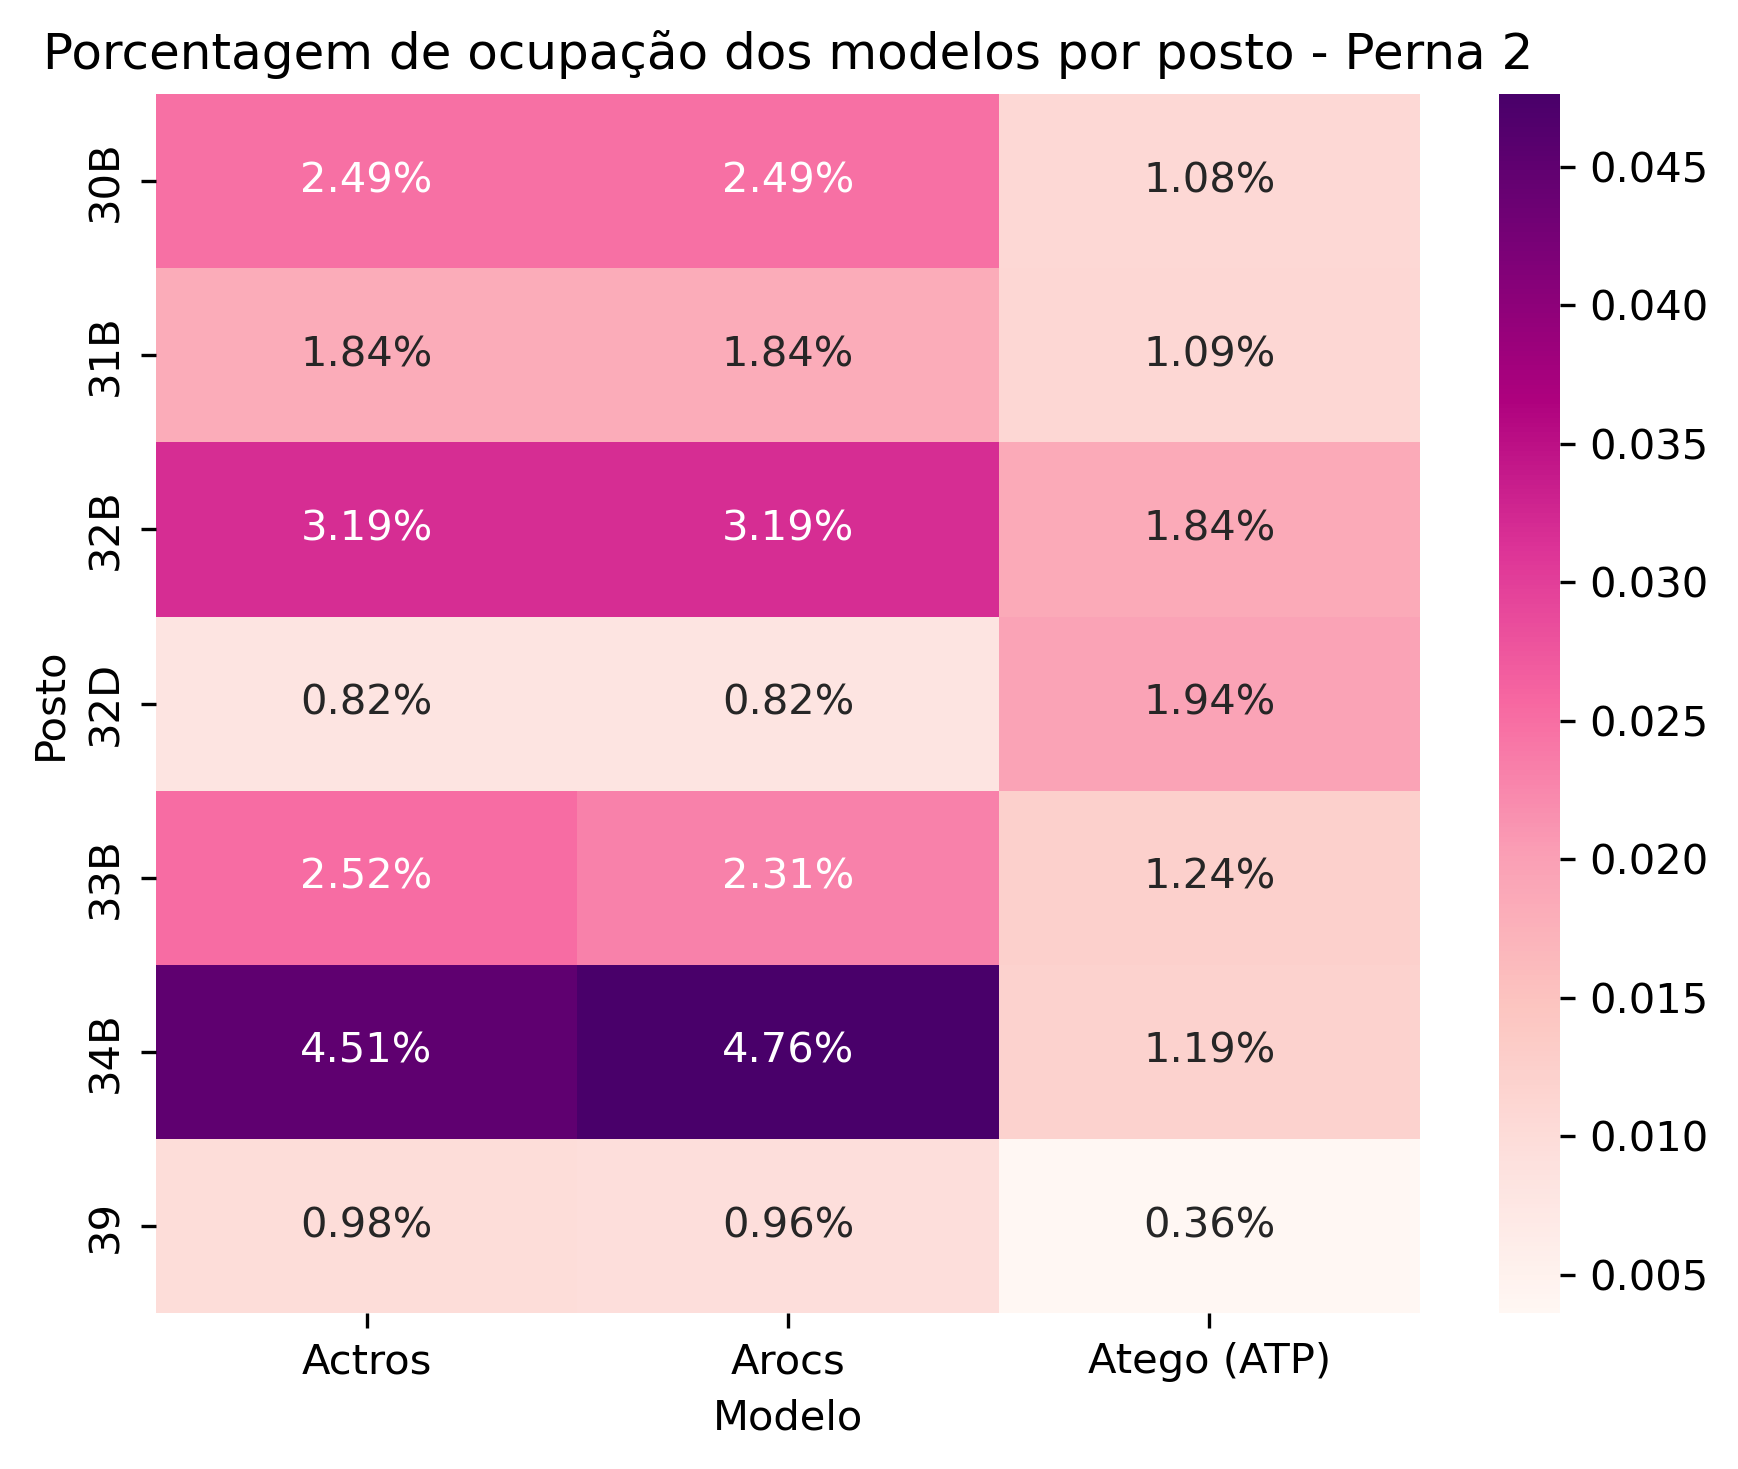 Porcentagem de ocupação dos modelos por posto - Perna 2
Posto
30B 2.49% 2.49% 1.08%
31B 1.84% 1.84% 1.09%
32B 3.19% 3.19% 1.84%
32D 0.82% 0.82% 1.94%
33B 2.52% 2.31% 1.24%
34B 4.51% 4.76% 1.19%
39 0.98% 0.96% 0.36%
Actros Arocs Atego (ATP)
Modelo
0.045
0.040
0.035
0.030
0.025
0.020
0.015
0.010
0.005